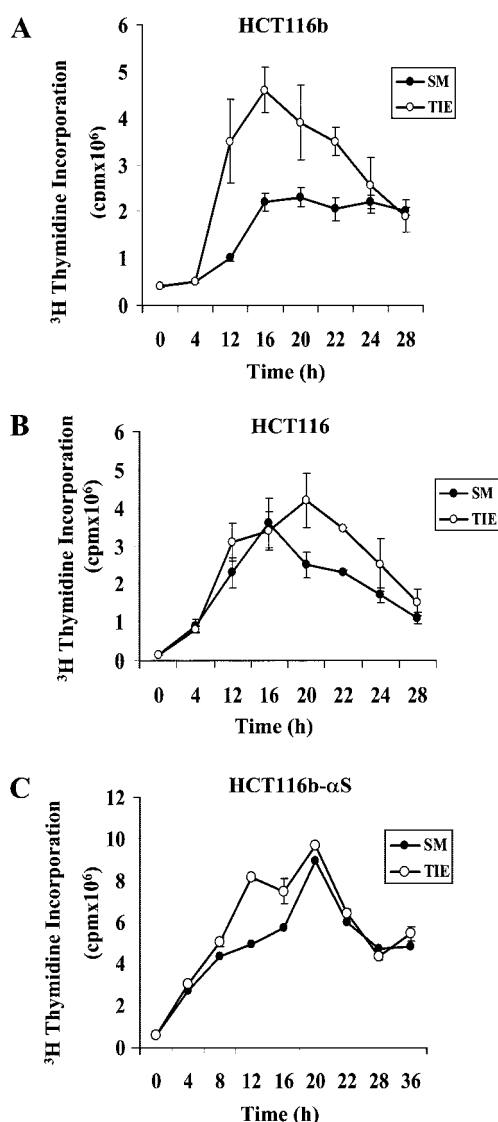 A
HCT116b
³H Thymidine Incorporation
(cpmx10⁶)
6
5
4
3
2
1
0
SM
TIE
0 4 12 16 20 22 24 28
Time (h)
B
HCT116
³H Thymidine Incorporation
(cpmx10⁶)
6
5
4
3
2
1
0
SM
TIE
0 4 12 16 20 22 24 28
Time (h)
C
HCT116b-αS
³H Thymidine Incorporation
(cpmx10⁶)
12
10
8
6
4
2
0
SM
TIE
0 4 8 12 16 20 22 28 36
Time (h)